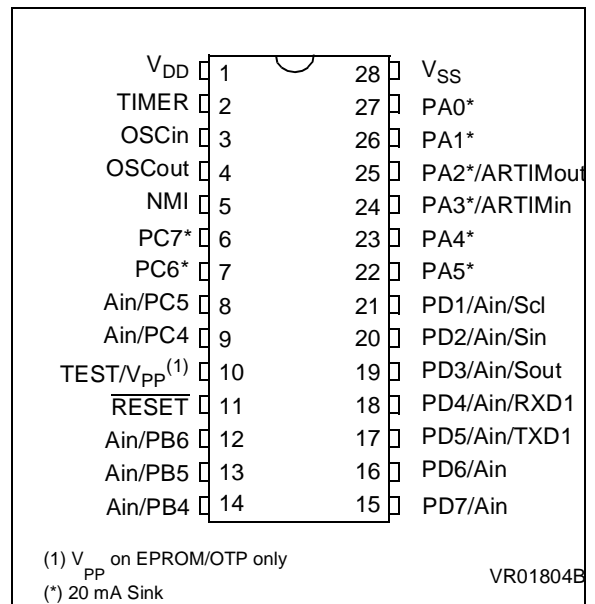 V_DD 1 28 V_SS
TIMER 2 27 PA0*
OSCin 3 26 PA1*
OSCout 4 25 PA2*/ARTIMout
NMI 5 24 PA3*/ARTIMin
PC7* 6 23 PA4*
PC6* 7 22 PA5*
Ain/PC5 8 21 PD1/Ain/Scl
Ain/PC4 9 20 PD2/Ain/Sin
TEST/V_PP(1) 10 19 PD3/Ain/Sout
RESET 11 18 PD4/Ain/RXD1
Ain/PB6 12 17 PD5/Ain/TXD1
Ain/PB5 13 16 PD6/Ain
Ain/PB4 14 15 PD7/Ain
(1) V_PP on EPROM/OTP only
(*) 20 mA Sink
VR01804B